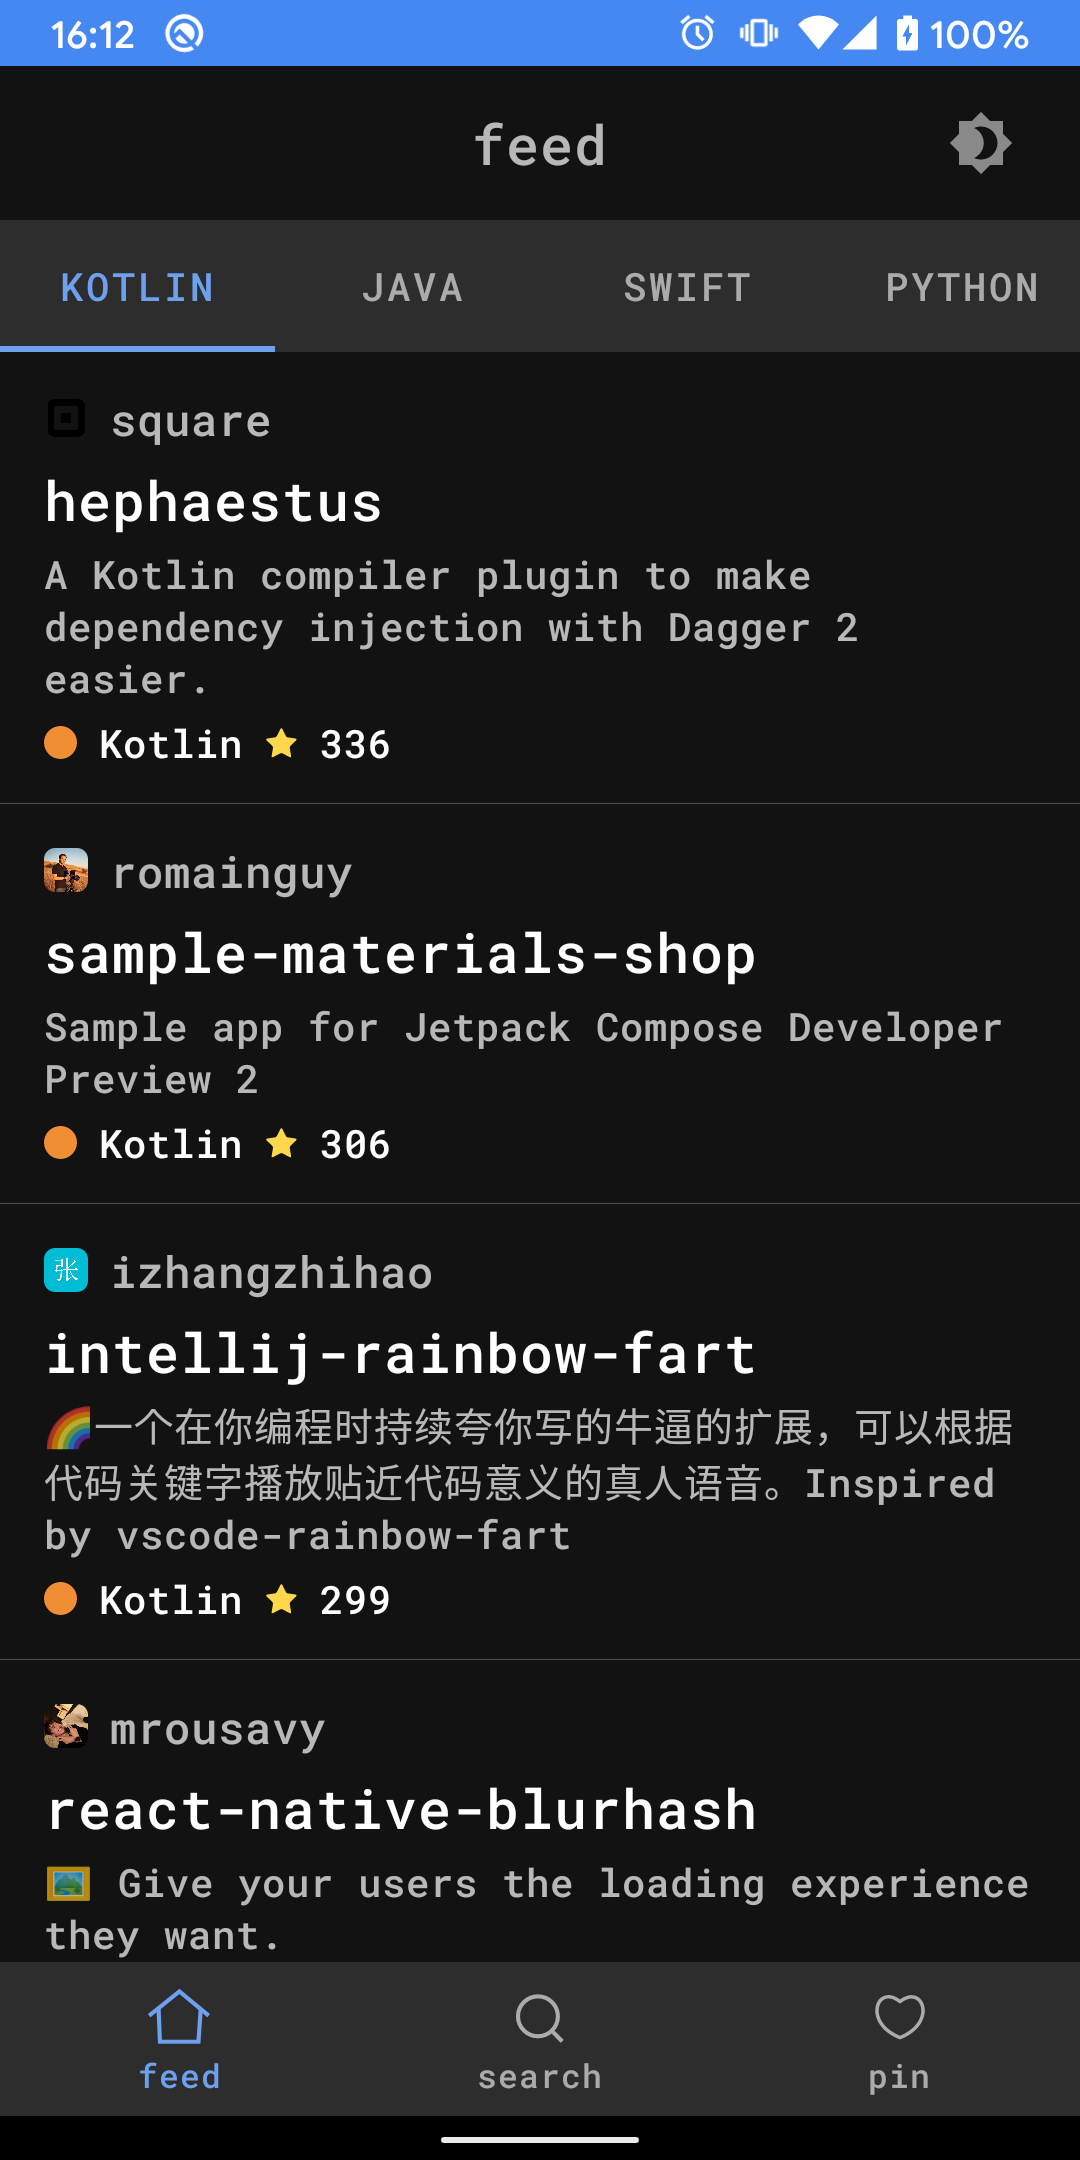 16:12 100%
feed
KOTLIN JAVA SWIFT PYTHON
square
hephaestus
A Kotlin compiler plugin to make
dependency injection with Dagger 2
easier.
Kotlin ⭐ 336
romainguy
sample-materials-shop
Sample app for Jetpack Compose Developer
Preview 2
Kotlin ⭐ 306
张 izhangzhihao
intellij-rainbow-fart
🌈一个在你编程时持续夸你写的牛逼的扩展，可以根据
代码关键字播放贴近代码意义的真人语音。Inspired
by vscode-rainbow-fart
Kotlin ⭐ 299
mrousavy
react-native-blurhash
🖼️ Give your users the loading experience
they want.
feed search pin